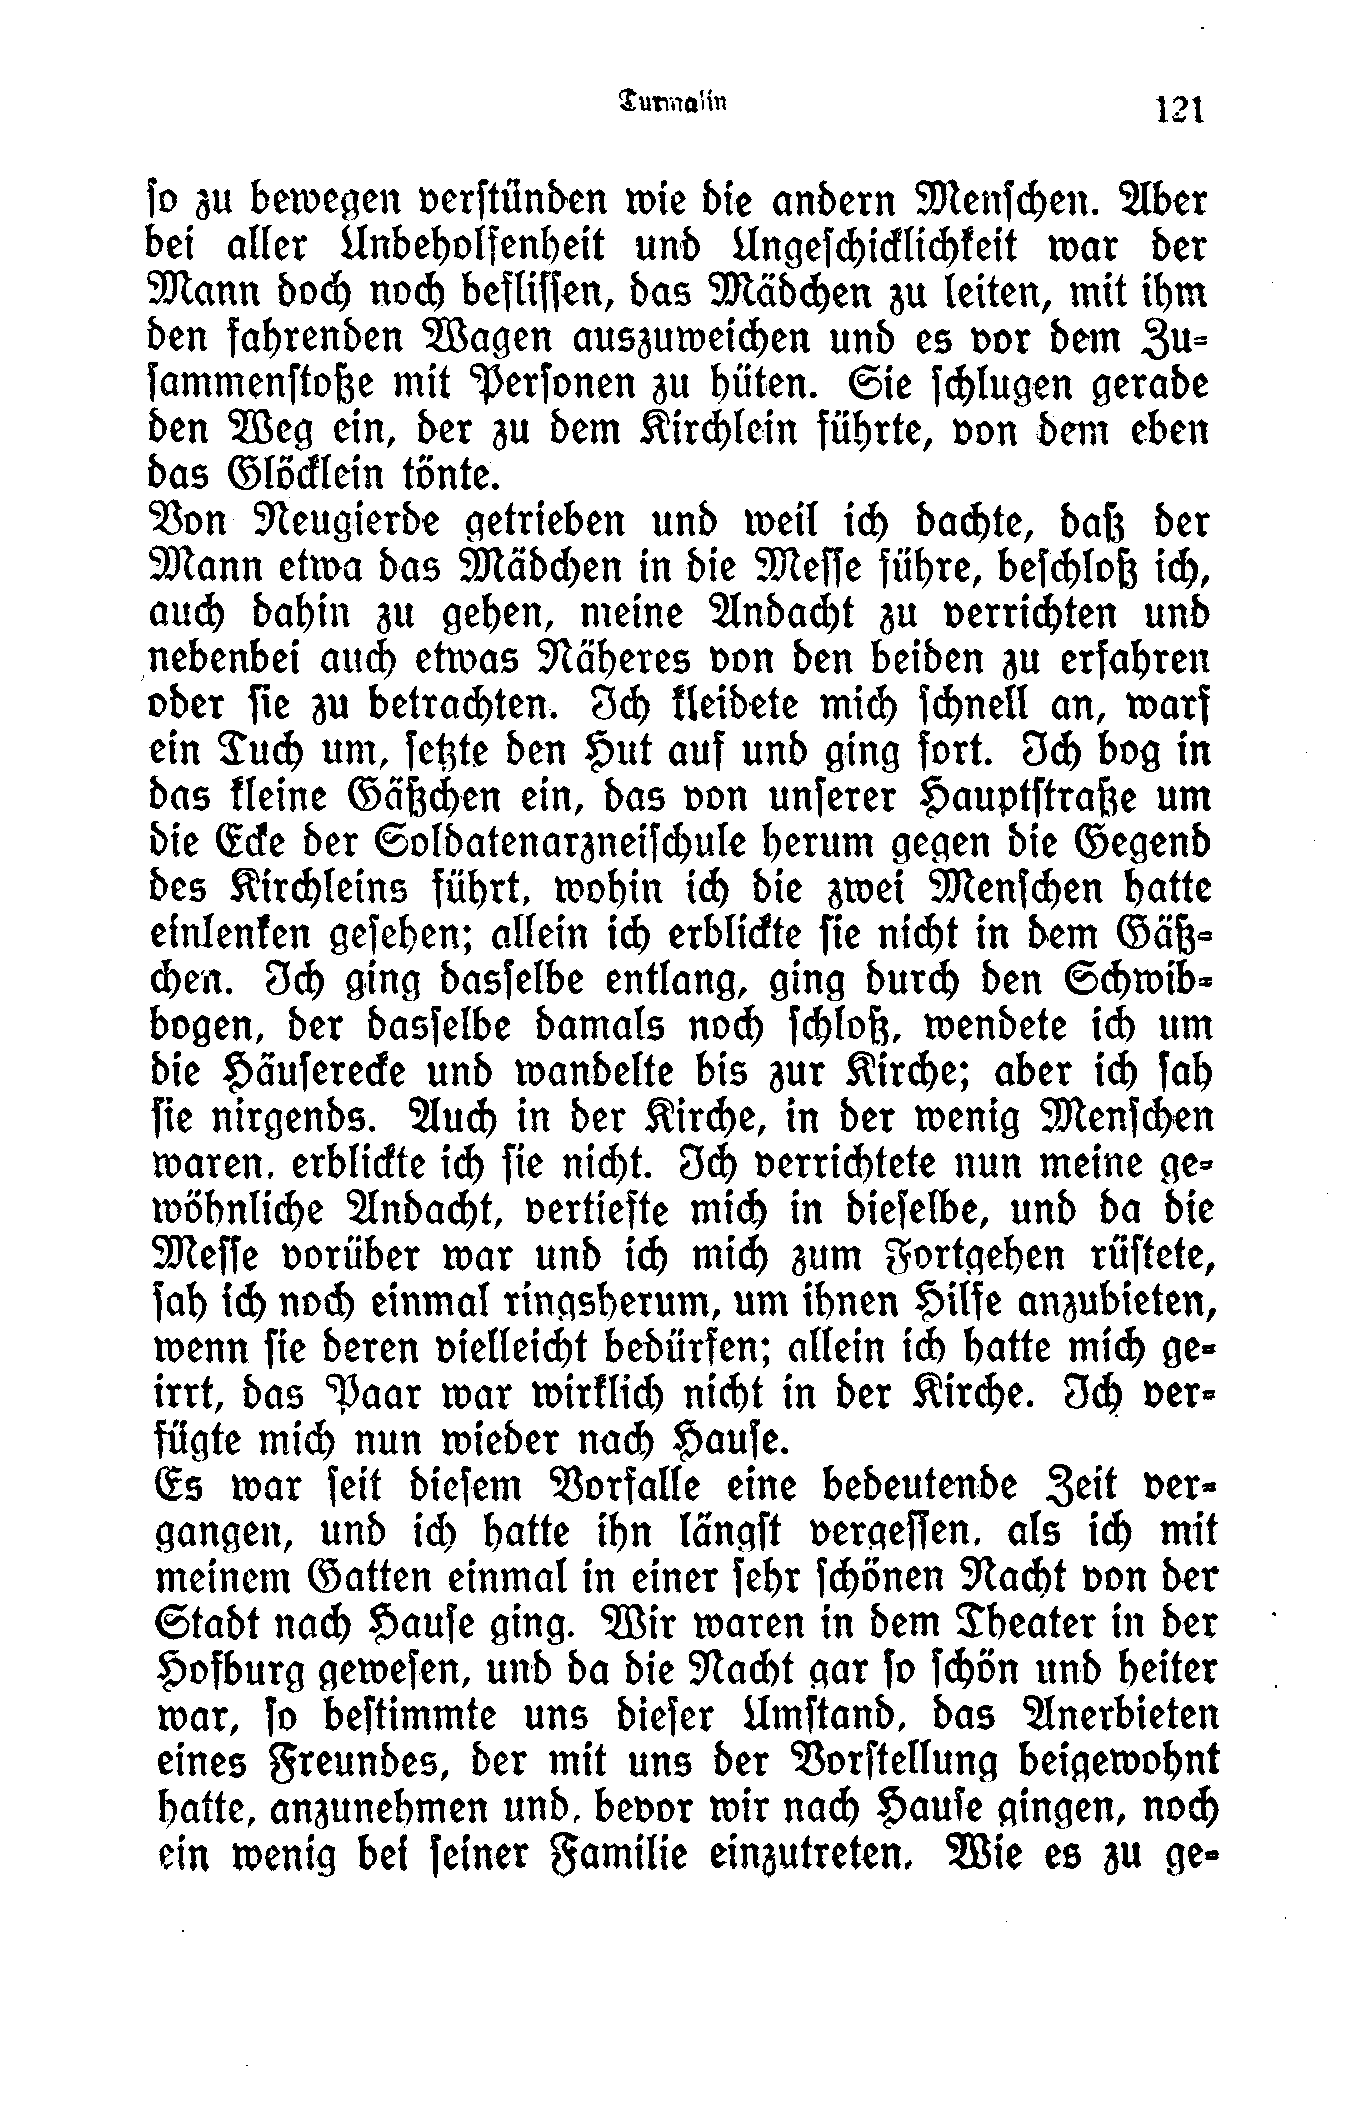 Turmalin
121
so zu bewegen verstünden wie die andern Menschen. Aber
bei aller Unbeholfenheit und Ungeschicklichkeit war der
Mann doch noch beflissen, das Mädchen zu leiten, mit ihm
den fahrenden Wagen auszuweichen und es vor dem Zu-
sammenstoße mit Personen zu hüten. Sie schlugen gerade
den Weg ein, der zu dem Kirchlein führte, von dem eben
das Glöcklein tönte.
Von Neugierde getrieben und weil ich dachte, daß der
Mann etwa das Mädchen in die Messe führe, beschloß ich,
auch dahin zu gehen, meine Andacht zu verrichten und
nebenbei auch etwas Näheres von den beiden zu erfahren
oder sie zu betrachten. Ich kleidete mich schnell an, warf
ein Tuch um, setzte den Hut auf und ging fort. Ich bog in
das kleine Gäßchen ein, das von unserer Hauptstraße um
die Ecke der Soldatenarzneischule herum gegen die Gegend
des Kirchleins führt, wohin ich die zwei Menschen hatte
einlenken gesehen; allein ich erblickte sie nicht in dem Gäß-
chen. Ich ging dasselbe entlang, ging durch den Schwib-
bogen, der dasselbe damals noch schloß, wendete ich um
die Häuserecke und wandelte bis zur Kirche; aber ich sah
sie nirgends. Auch in der Kirche, in der wenig Menschen
waren, erblickte ich sie nicht. Ich verrichtete nun meine ge-
wöhnliche Andacht, vertiefte mich in dieselbe, und da die
Messe vorüber war und ich mich zum Fortgehen rüstete,
sah ich noch einmal ringsherum, um ihnen Hilfe anzubieten,
wenn sie deren vielleicht bedürfen; allein ich hatte mich ge-
irrt, das Paar war wirklich nicht in der Kirche. Ich ver-
fügte mich nun wieder nach Hause.
Es war seit diesem Vorfalle eine bedeutende Zeit ver-
gangen, und ich hatte ihn längst vergessen, als ich mit
meinem Gatten einmal in einer sehr schönen Nacht von der
Stadt nach Hause ging. Wir waren in dem Theater in der
Hofburg gewesen, und da die Nacht gar so schön und heiter
war, so bestimmte uns dieser Umstand, das Anerbieten
eines Freundes, der mit uns der Vorstellung beigewohnt
hatte, anzunehmen und, bevor wir nach Hause gingen, noch
ein wenig bei seiner Familie einzutreten. Wie es zu ge-